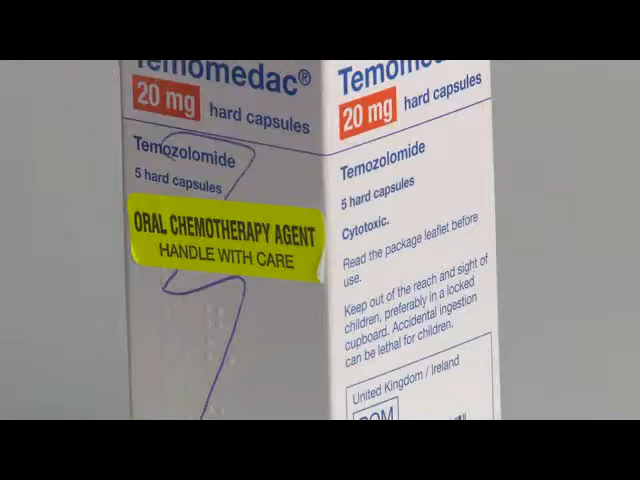 Temomedac®
20 mg hard capsules
Temozolomide
5 hard capsules
ORAL CHEMOTHERAPY AGENT
HANDLE WITH CARE
20 mg hard capsules
Temozolomide
5 hard capsules
Cytotoxic.
Read the package leaflet before
use.
Keep out of the reach and sight of
children, preferably in a locked
cupboard. Accidental ingestion
can be lethal for children.
United Kingdom / Ireland
POM